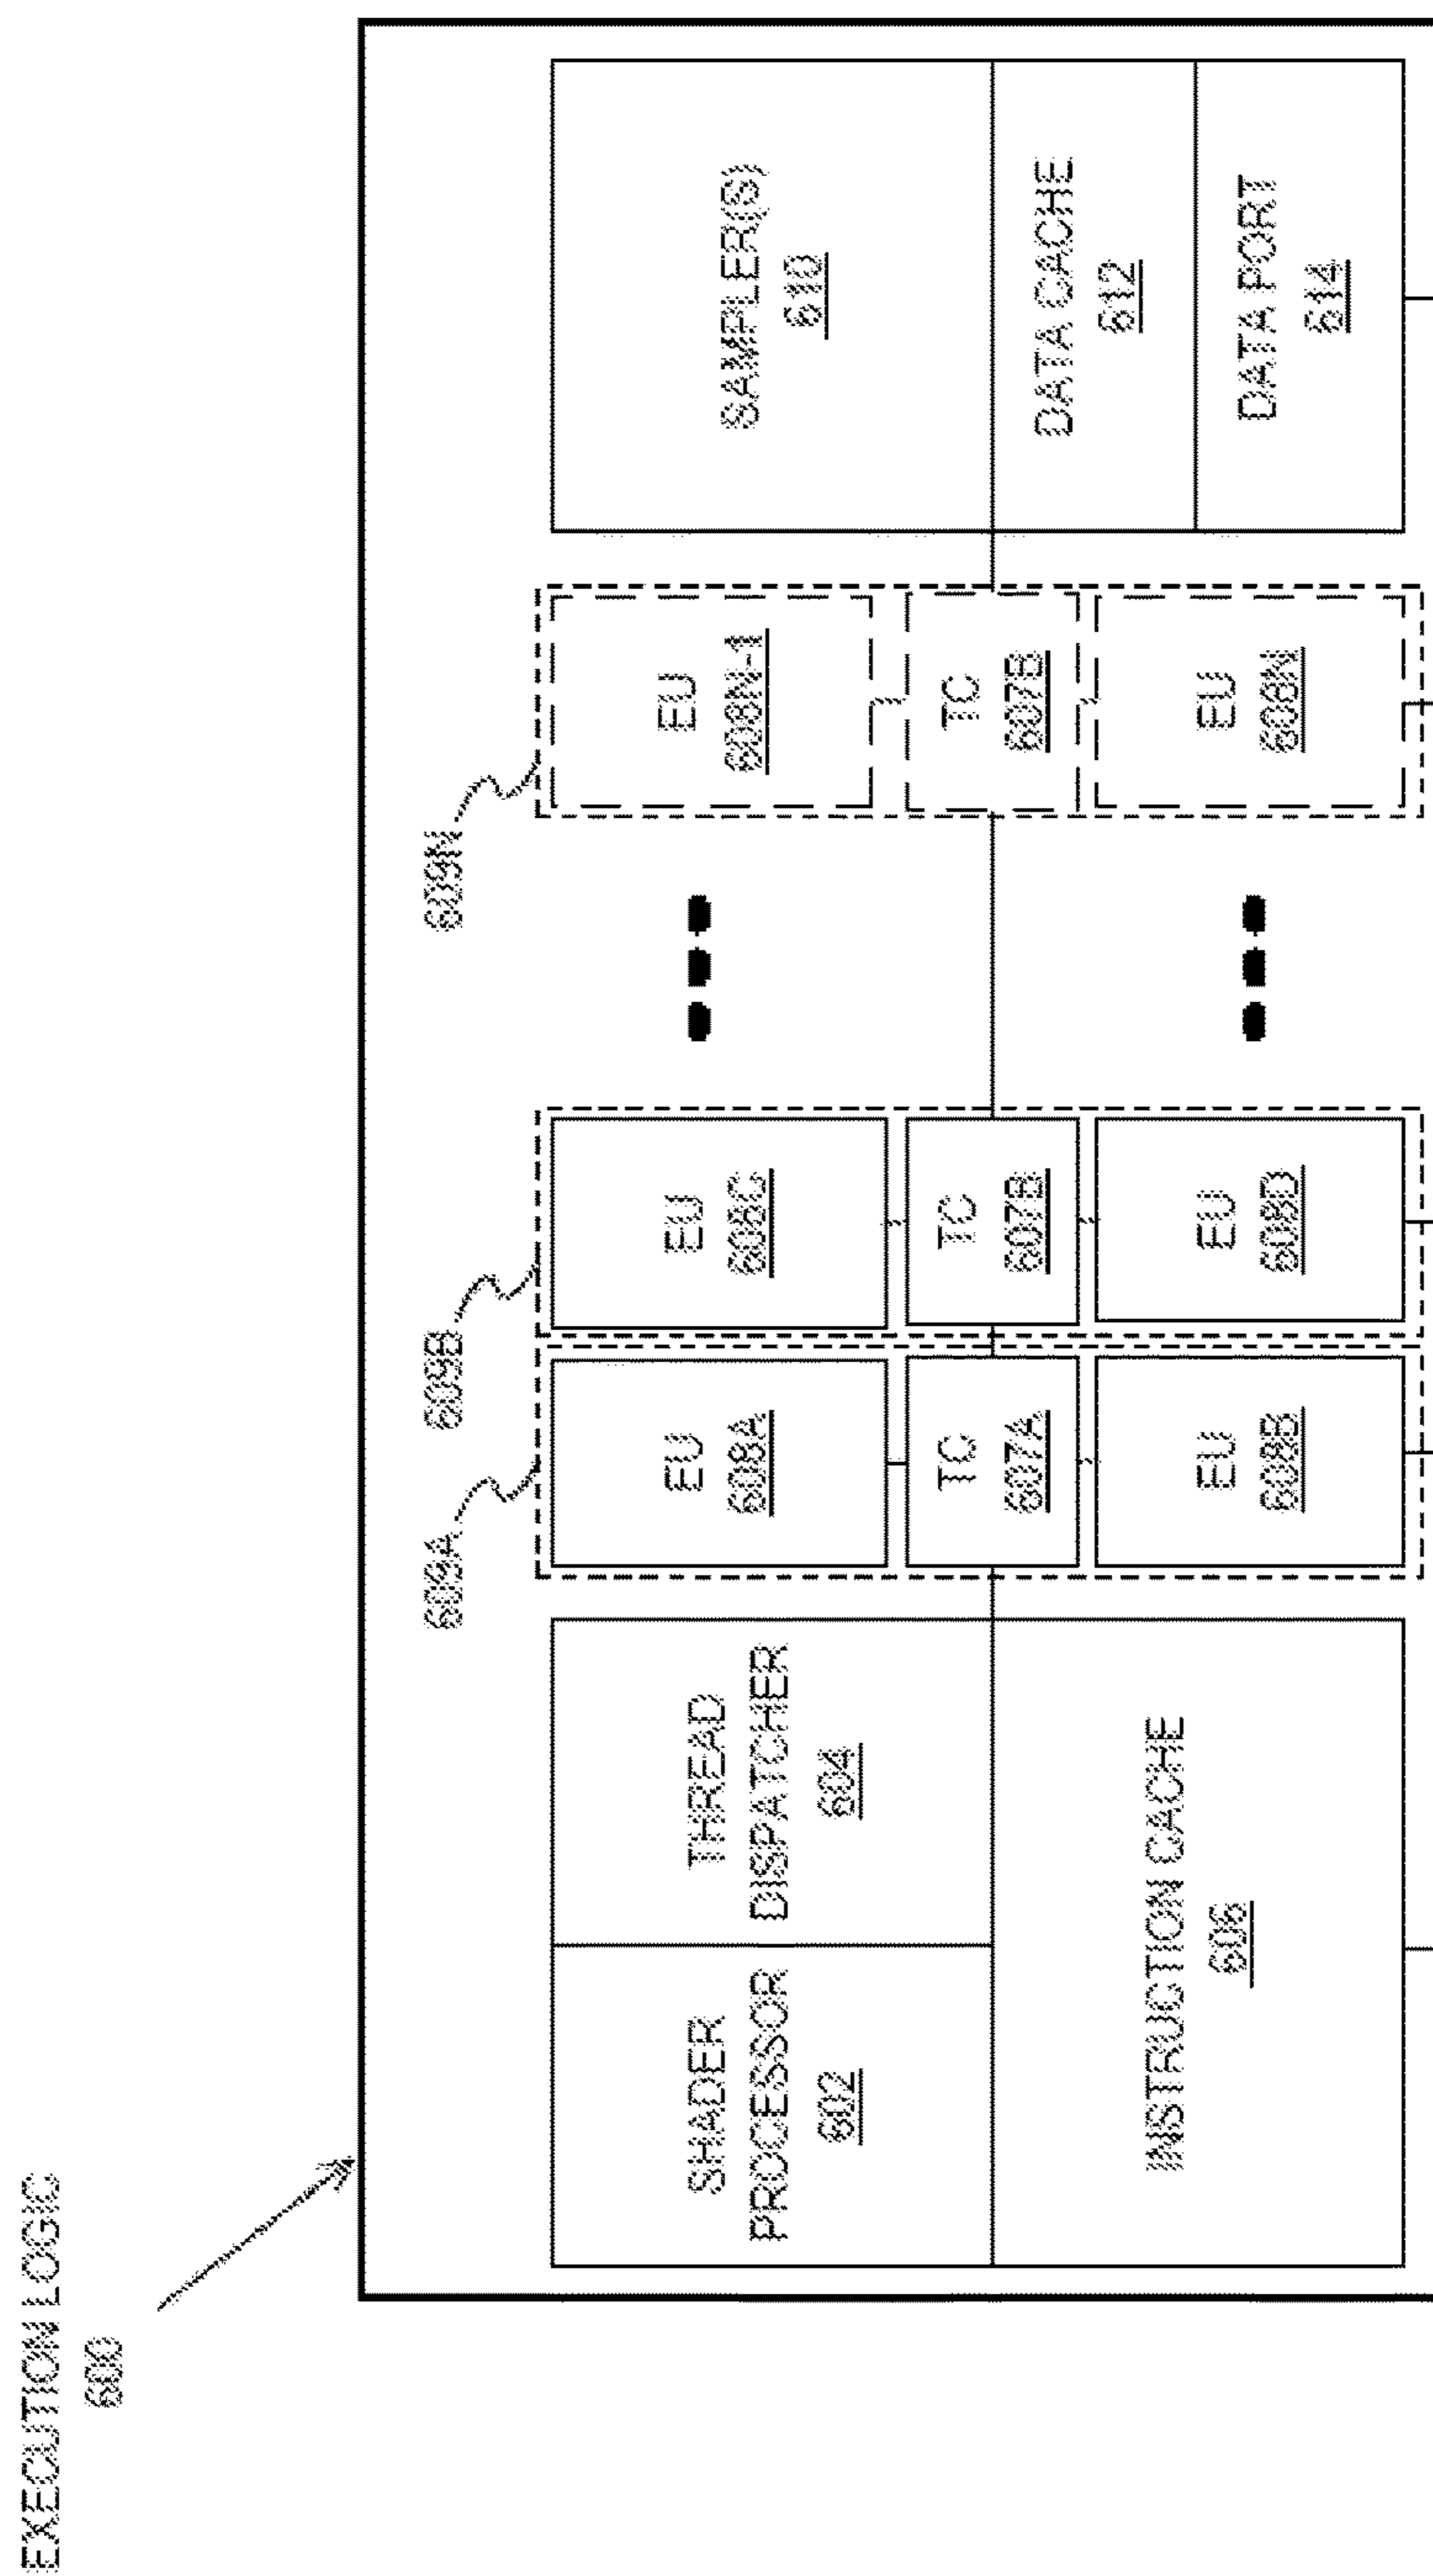 EXECUTION LOGIC
600
609A
609B
609N
SHADER
PROCESSOR
602
THREAD
DISPATCHER
604
INSTRUCTION CACHE
606
EU
608A
TC
607A
EU
608B
EU
608C
TC
607B
EU
608D
EU
608N-1
TC
607B
EU
608N
SAMPLER(S)
610
DATA CACHE
612
DATA PORT
614